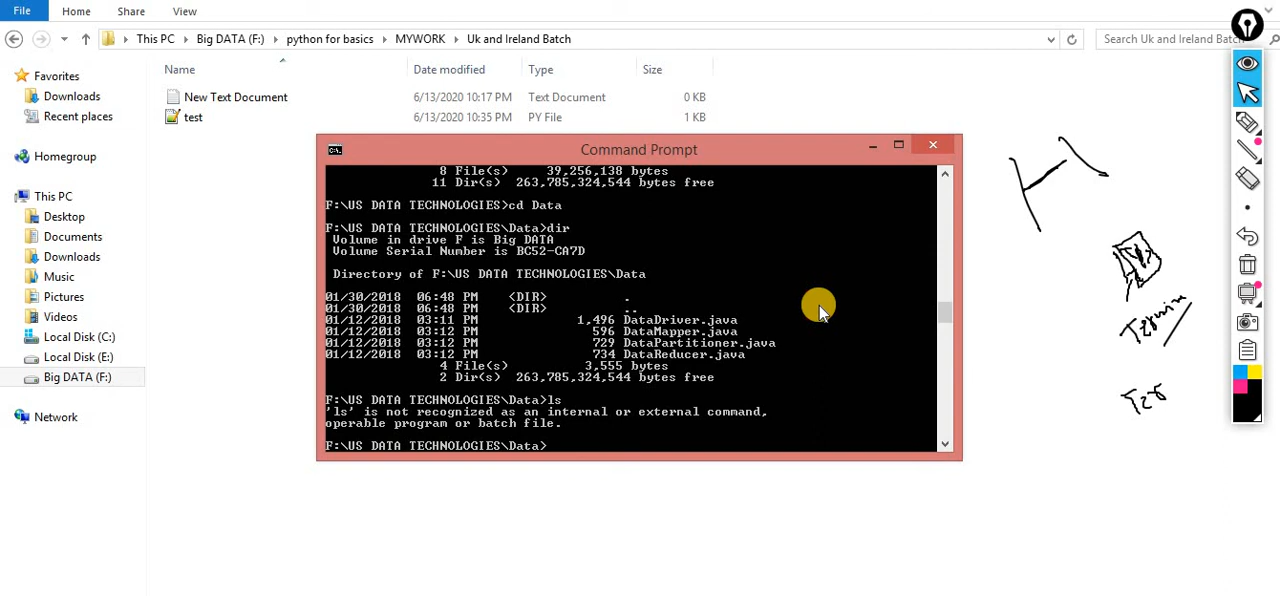 File Home Share View
This PC Big DATA (F:) python for basics MYWORK Uk and Ireland Batch Search Uk and Ireland Batch
Name Date modified Type Size
Favorites
Downloads
Recent places
Homegroup
This PC
Desktop
Documents
Downloads
Music
Pictures
Videos
Local Disk (C:)
Local Disk (E:)
Big DATA (F:)
Network
New Text Document 6/13/2020 10:17 PM Text Document 0 KB
test 6/13/2020 10:35 PM PY File 1 KB
C:\.
Command Prompt
8 File(s) 39,256,138 bytes
11 Dir(s) 263,785,324,544 bytes free
F:\US DATA TECHNOLOGIES>cd Data
F:\US DATA TECHNOLOGIES\Data>dir
Volume in drive F is Big DATA
Volume Serial Number is BC52-CA7D
Directory of F:\US DATA TECHNOLOGIES\Data
01/30/2018 06:48 PM <DIR> .
01/30/2018 06:48 PM <DIR> ..
01/12/2018 03:11 PM 1,496 DataDriver.java
01/12/2018 03:12 PM 596 DataMapper.java
01/12/2018 03:12 PM 729 DataPartitioner.java
01/12/2018 03:12 PM 734 DataReducer.java
4 File(s) 3,555 bytes
2 Dir(s) 263,785,324,544 bytes free
F:\US DATA TECHNOLOGIES\Data>ls
'ls' is not recognized as an internal or external command,
operable program or batch file.
F:\US DATA TECHNOLOGIES\Data>